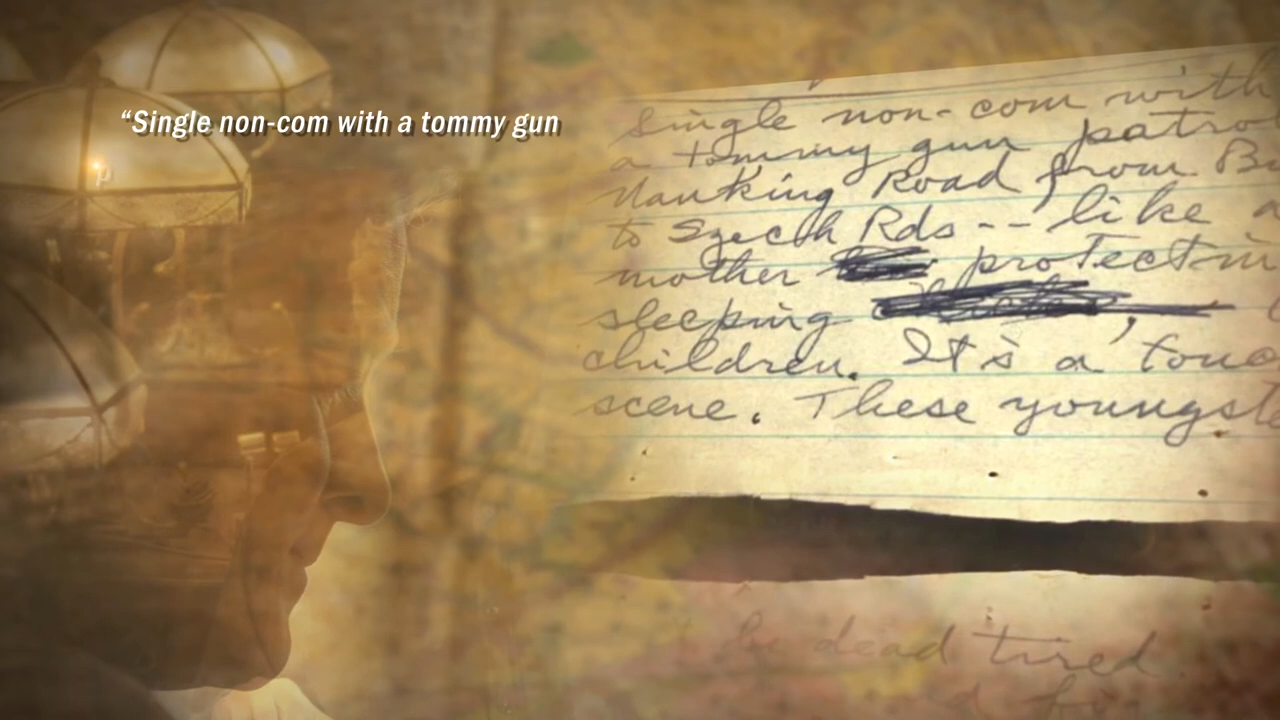 “Single non-com with a tommy gun
Single non-com with
a tommy gun patrol
Nanking Road from
to Szech Rds -- like a
mother protectin
sleeping
children. It's a
scene. These youngst
be dead tired